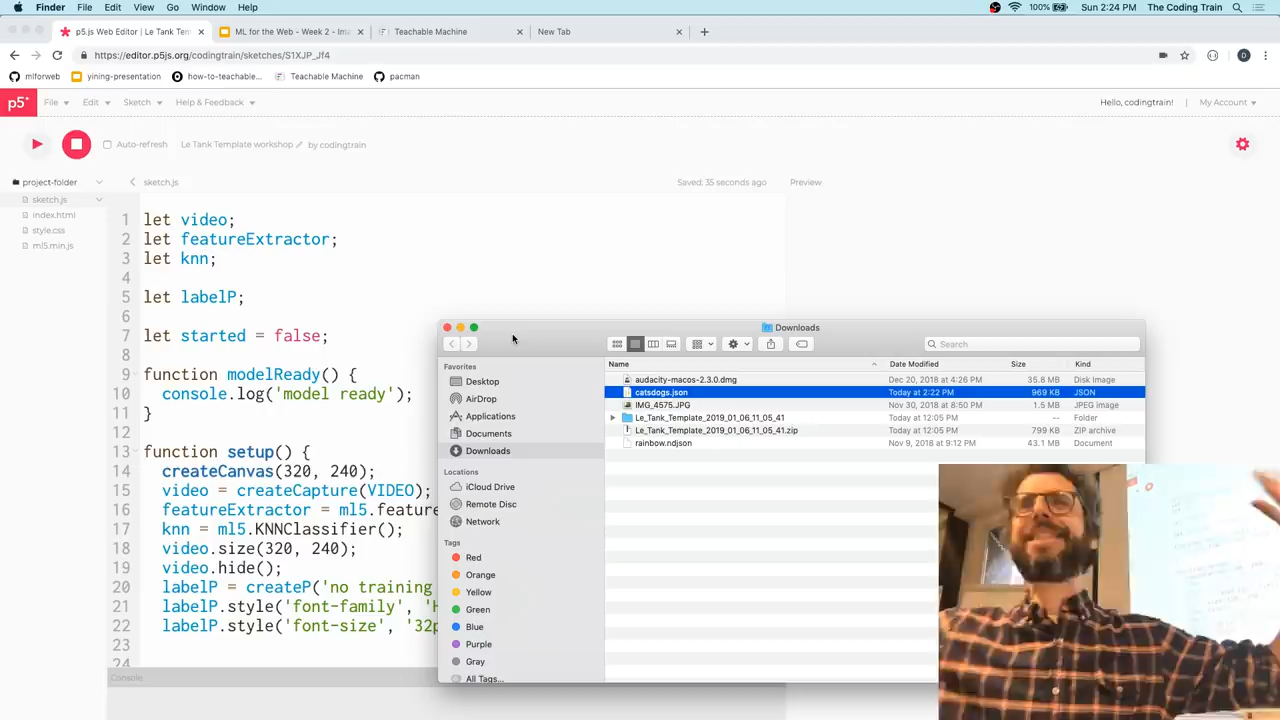 Finder File Edit View Go Window Help 100% Sun 2:24 PM The Coding Train
p5.js Web Editor | Le Tank Tem ML for the Web - Week 2 - Ima Teachable Machine New Tab
https://editor.p5js.org/codingtrain/sketches/S1XJP_Jf4
mlforweb yining-presentation how-to-teachable... Teachable Machine pacman
p5* File Edit Sketch Help & Feedback Hello, codingtrain! | My Account
Auto-refresh Le Tank Template workshop by codingtrain
project-folder sketch.js Saved: 35 seconds ago Preview
sketch.js
index.html
style.css
ml5.min.js
1 let video;
2 let featureExtractor;
3 let knn;
4
5 let labelP;
6
7 let started = false;
8
9 function modelReady() {
10 console.log('model ready');
11 }
12
13 function setup() {
14 createCanvas(320, 240);
15 video = createCapture(VIDEO);
16 featureExtractor = ml5.feature
17 knn = ml5.KNNClassifier();
18 video.size(320, 240);
19 video.hide();
20 labelP = createP('no training
21 labelP.style('font-family', 'H
22 labelP.style('font-size', '32p
23
24
Console
Downloads
Search
Favorites
Desktop
AirDrop
Applications
Documents
Downloads
Locations
iCloud Drive
Remote Disc
Network
Tags
Red
Orange
Yellow
Green
Blue
Purple
Gray
All Tags...
Name Date Modified Size Kind
audacity-macos-2.3.0.dmg Dec 20, 2018 at 4:26 PM 35.8 MB Disk Image
catsdogs.json Today at 2:22 PM 969 KB JSON
IMG_4575.JPG Nov 30, 2018 at 8:50 PM 1.5 MB JPEG image
Le_Tank_Template_2019_01_06_11_05_41 Today at 12:05 PM -- Folder
Le_Tank_Template_2019_01_06_11_05_41.zip Today at 12:05 PM 799 KB ZIP archive
rainbow.ndjson Nov 9, 2018 at 9:12 PM 43.1 MB Document